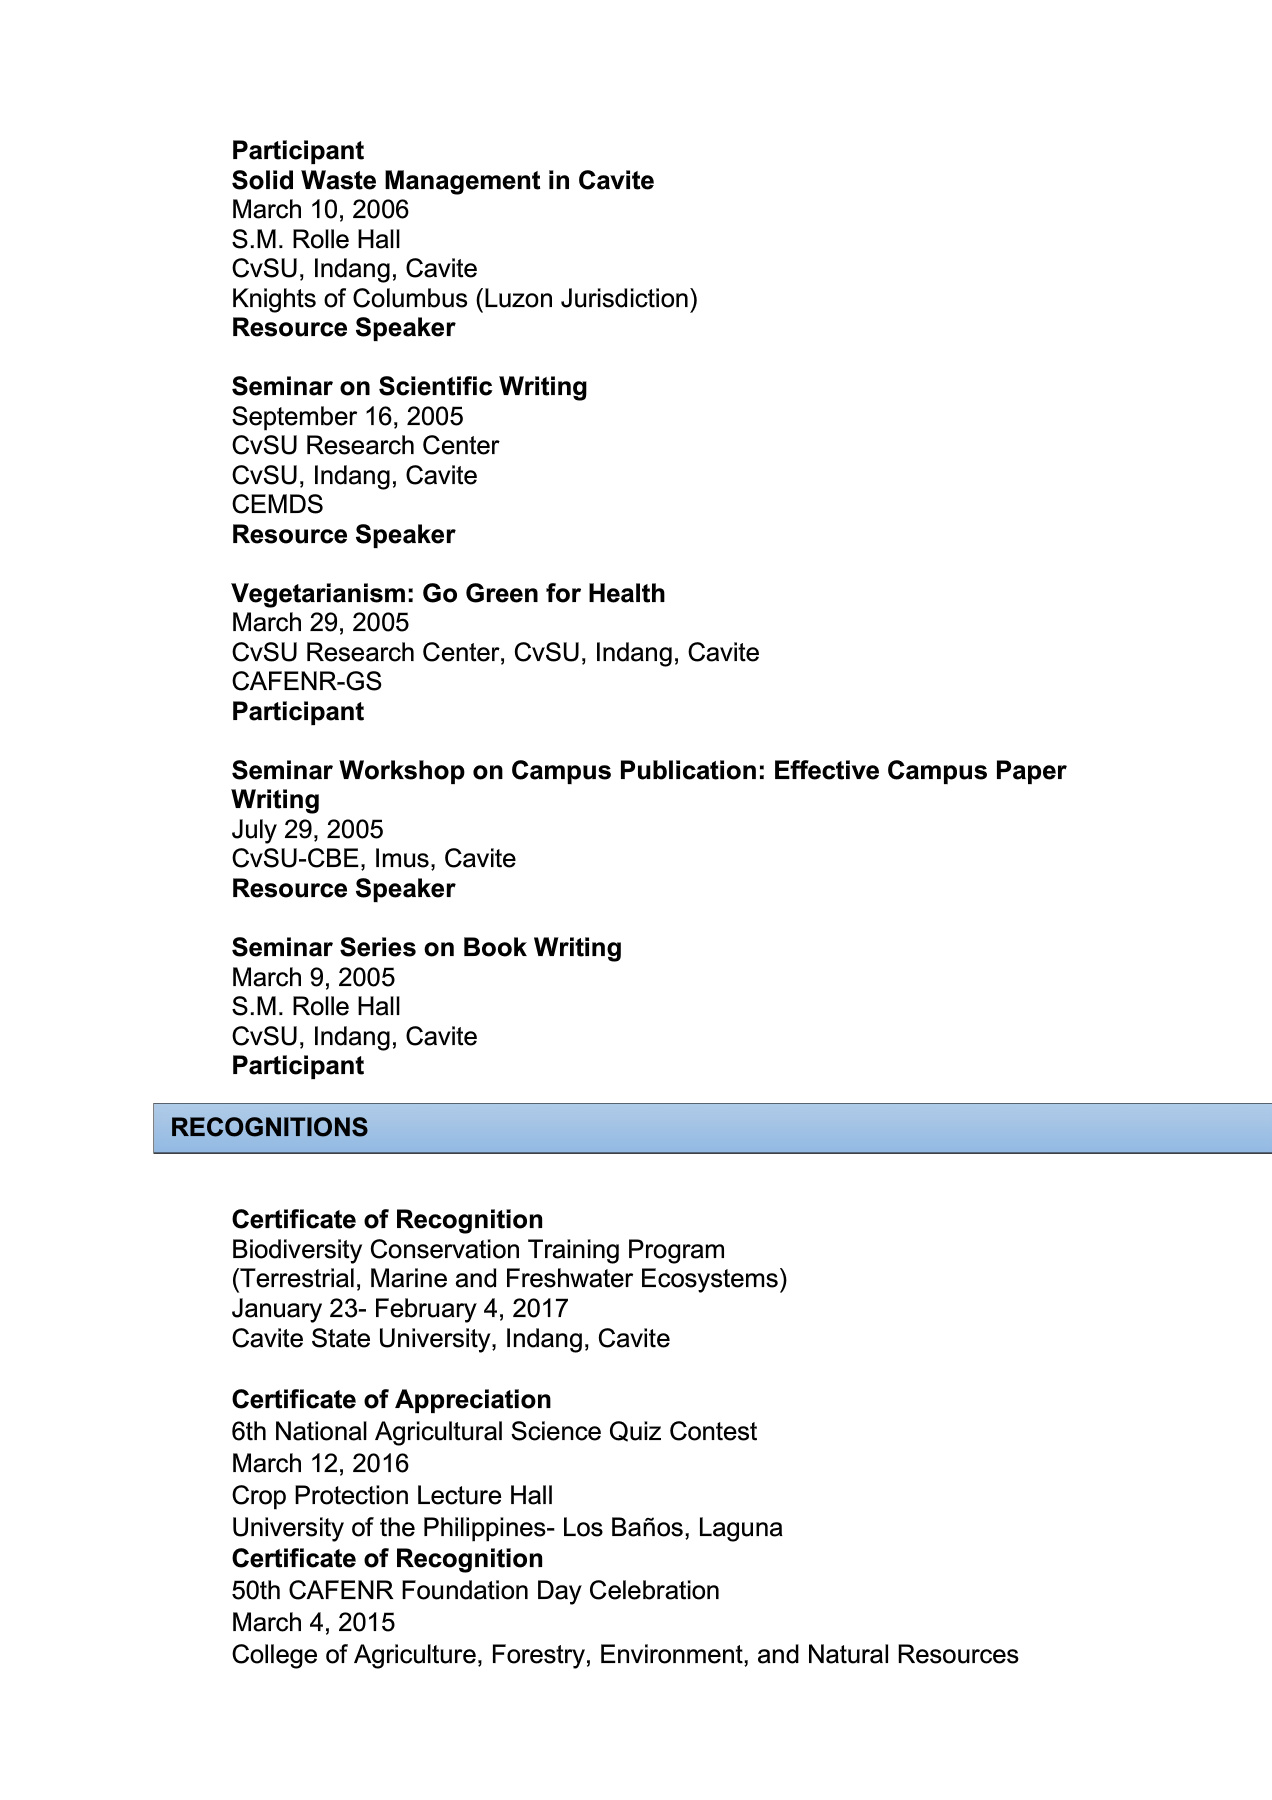 Participant
Solid Waste Management in Cavite
March 10, 2006
S.M. Rolle Hall
CvSU, Indang, Cavite
Knights of Columbus (Luzon Jurisdiction)
Resource Speaker
Seminar on Scientific Writing
September 16, 2005
CvSU Research Center
CvSU, Indang, Cavite
CEMDS
Resource Speaker
Vegetarianism: Go Green for Health
March 29, 2005
CvSU Research Center, CvSU, Indang, Cavite
CAFENR-GS
Participant
Seminar Workshop on Campus Publication: Effective Campus Paper
Writing
July 29, 2005
CvSU-CBE, Imus, Cavite
Resource Speaker
Seminar Series on Book Writing
March 9, 2005
S.M. Rolle Hall
CvSU, Indang, Cavite
Participant
RECOGNITIONS
Certificate of Recognition
Biodiversity Conservation Training Program
(Terrestrial, Marine and Freshwater Ecosystems)
January 23- February 4, 2017
Cavite State University, Indang, Cavite
Certificate of Appreciation
6th National Agricultural Science Quiz Contest
March 12, 2016
Crop Protection Lecture Hall
University of the Philippines- Los Baños, Laguna
Certificate of Recognition
50th CAFENR Foundation Day Celebration
March 4, 2015
College of Agriculture, Forestry, Environment, and Natural Resources